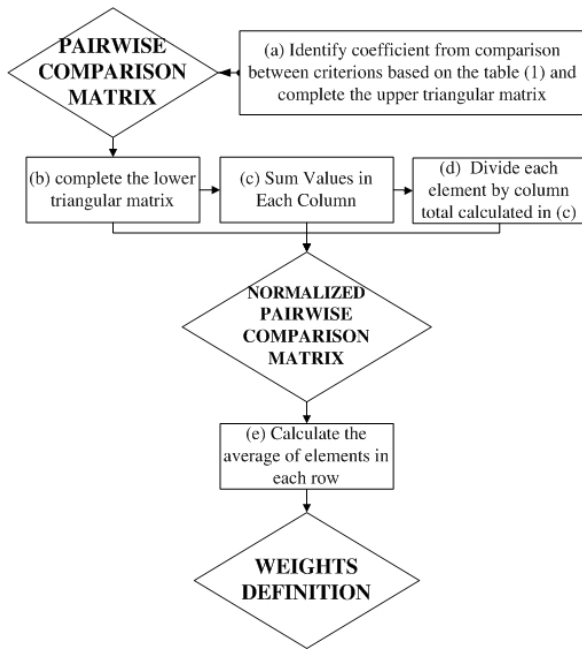 PAIRWISE
COMPARISON
MATRIX
(a) Identify coefficient from comparison
between criterions based on the table (1) and
complete the upper triangular matrix
(b) complete the lower
triangular matrix
(c) Sum Values in
Each Column
(d) Divide each
element by column
total calculated in (c)
NORMALIZED
PAIRWISE
COMPARISON
MATRIX
(e) Calculate the
average of elements in
each row
WEIGHTS
DEFINITION